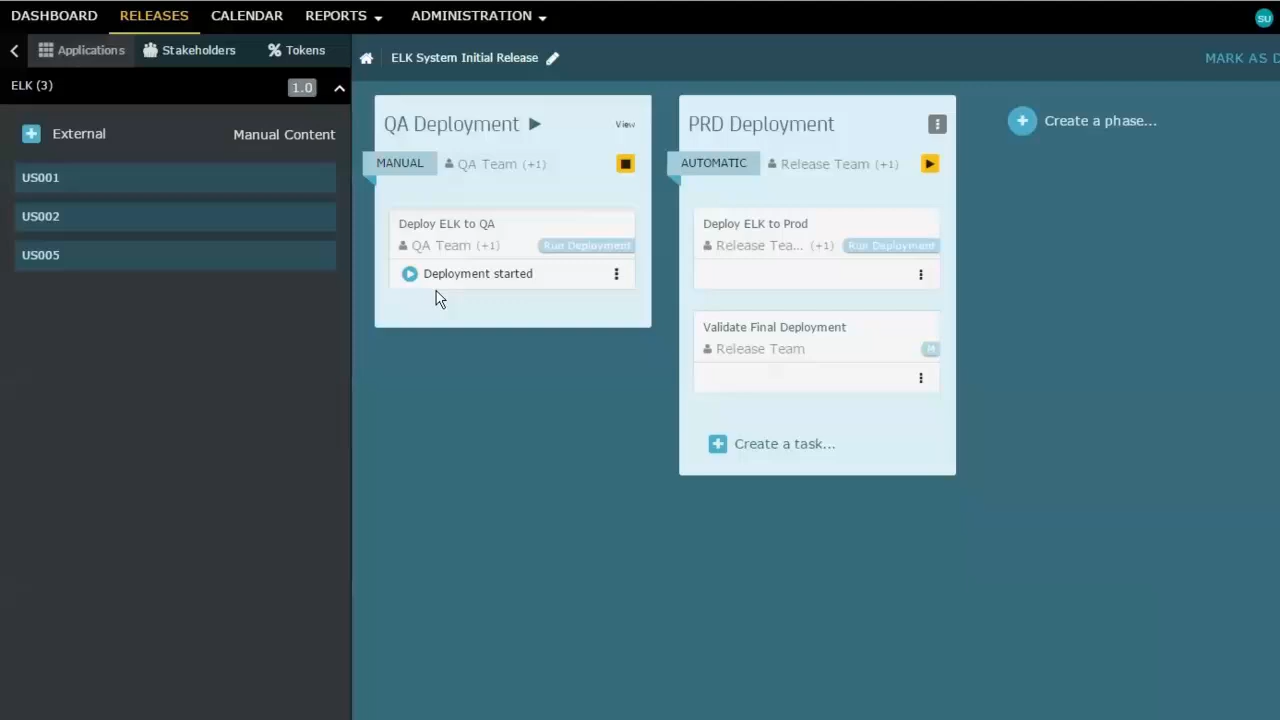 DASHBOARD RELEASES CALENDAR REPORTS ADMINISTRATION SU
Applications Stakeholders Tokens
ELK System Initial Release MARK AS D
ELK (3) 1.0
External Manual Content
US001
US002
US005
QA Deployment View
MANUAL QA Team (+1)
Deploy ELK to QA
QA Team (+1) Run Deployment
Deployment started
PRD Deployment
AUTOMATIC Release Team (+1)
Deploy ELK to Prod
Release Tea... (+1) Run Deployment
Validate Final Deployment
Release Team M
Create a task...
Create a phase...